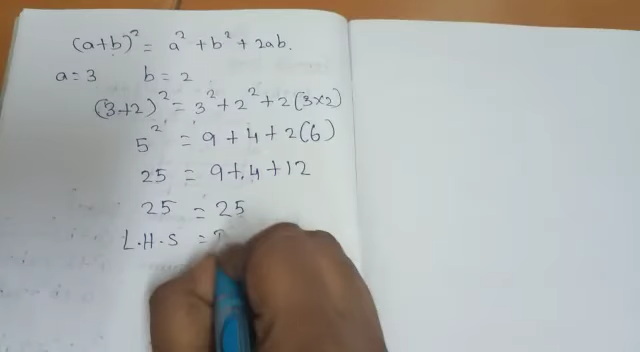 (a+b)² = a² + b² + 2ab.
a = 3 b = 2
(3+2)² = 3² + 2² + 2(3×2)
5² = 9 + 4 + 2(6)
25 = 9 + 4 + 12
25 = 25
L.H.S =